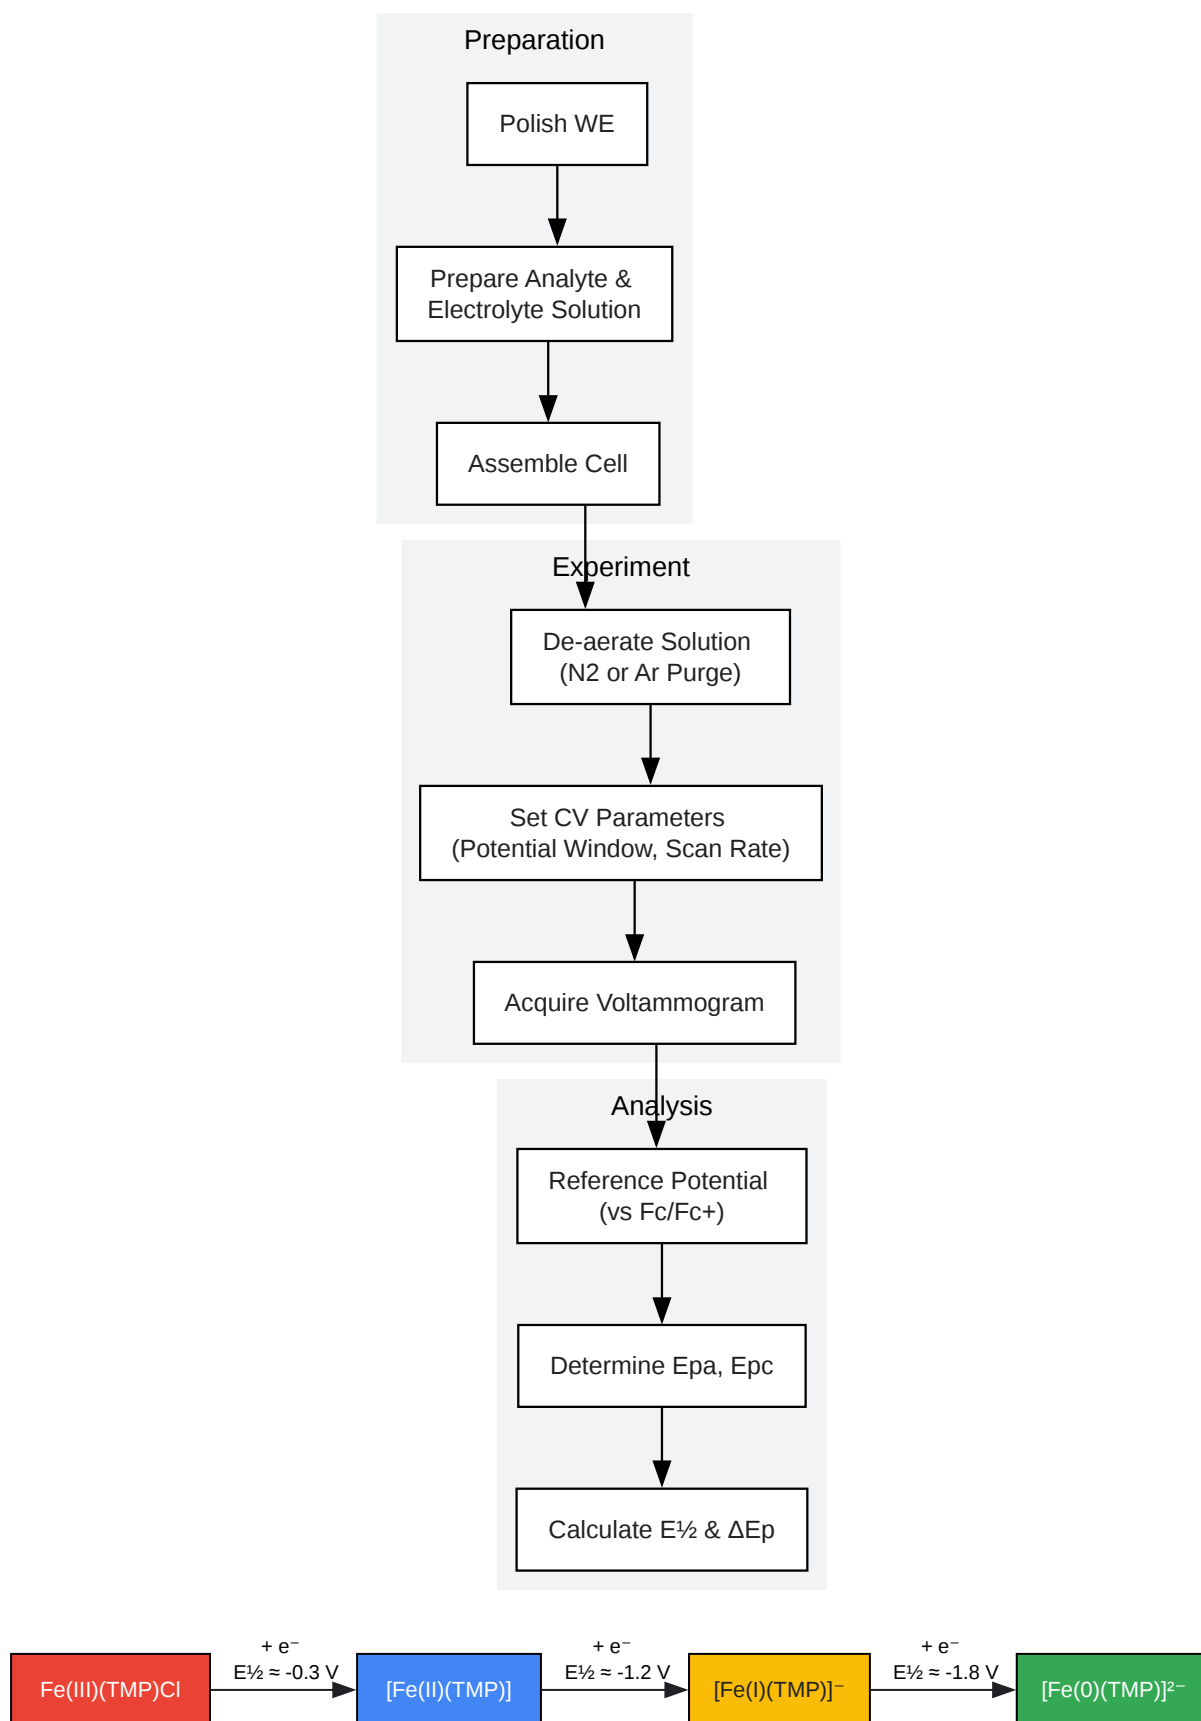 Preparation
Polish WE
Prepare Analyte &
Electrolyte Solution
Assemble Cell
Experiment
De-aerate Solution
(N2 or Ar Purge)
Set CV Parameters
(Potential Window, Scan Rate)
Acquire Voltammogram
Analysis
Reference Potential
(vs Fc/Fc+)
Determine Epa, Epc
Calculate E½ & ΔEp
Fe(III)(TMP)Cl
+ e⁻
E½ ≈ -0.3 V
[Fe(II)(TMP)]
+ e⁻
E½ ≈ -1.2 V
[Fe(I)(TMP)]⁻
+ e⁻
E½ ≈ -1.8 V
[Fe(0)(TMP)]²⁻